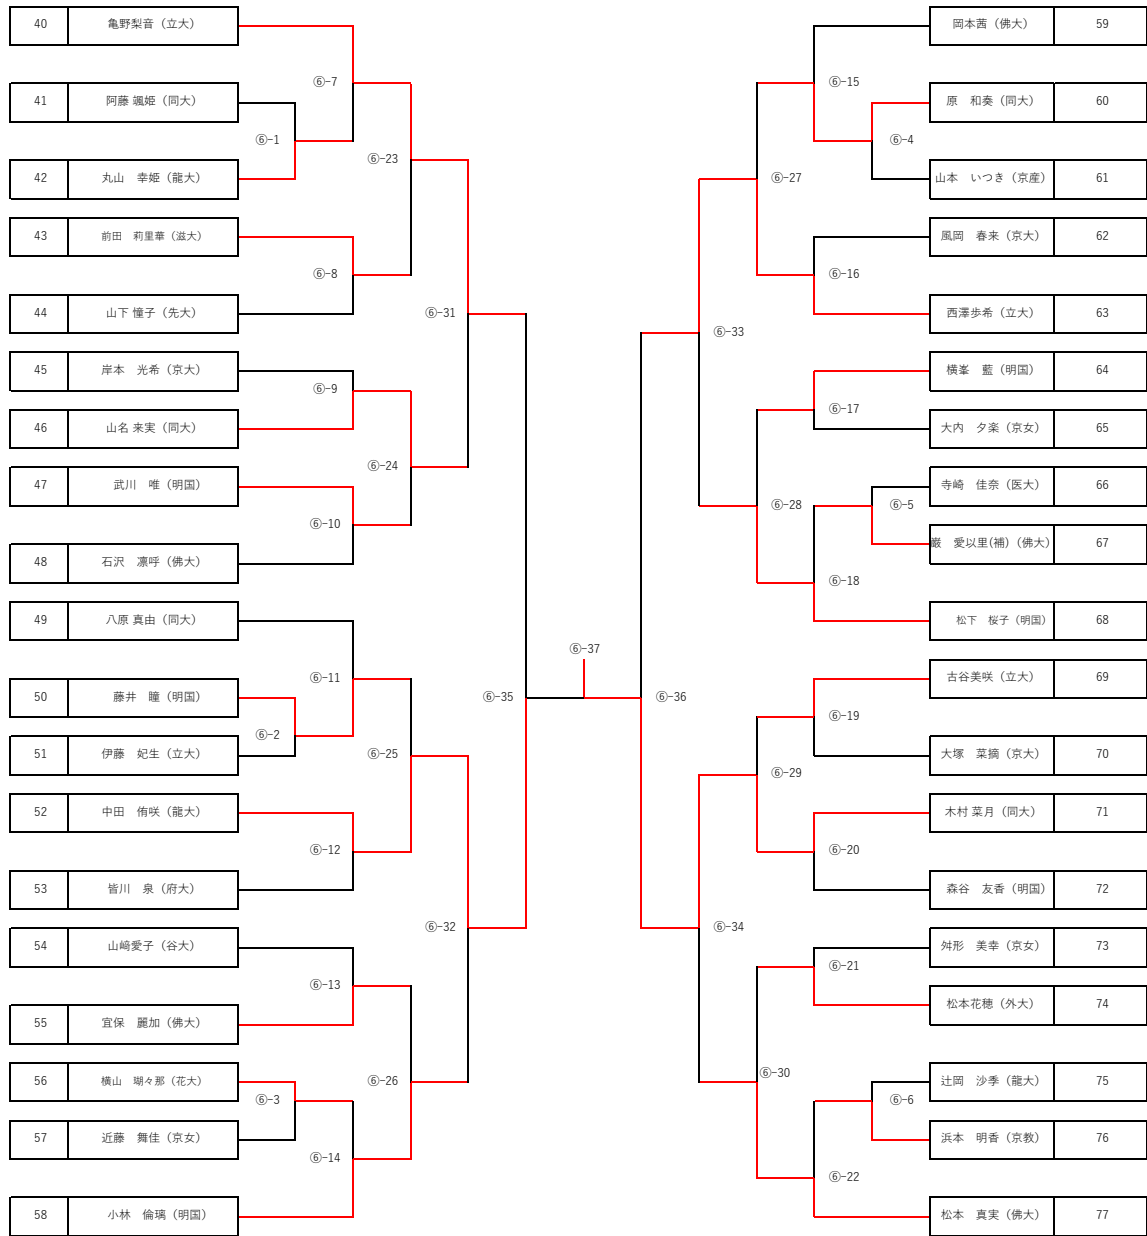 40 亀野梨音（立大）
⑥−7
41 阿藤 颯姫（同大）
⑥−1
42 丸山　幸姫（龍大）
⑥−23
43 前田　莉里華（滋大）
⑥−8
44 山下 憧子（先大）
⑥−31
45 岸本　光希（京大）
⑥−9
46 山名 来実（同大）
⑥−24
47 武川　唯（明国）
⑥−10
48 石沢　凛呼（佛大）
49 八原 真由（同大）
⑥−11
50 藤井　瞳（明国）
⑥−2
51 伊藤　妃生（立大）
⑥−25
52 中田　侑咲（龍大）
⑥−12
53 皆川　泉（府大）
⑥−32
54 山﨑愛子（谷大）
⑥−13
55 宜保　麗加（佛大）
⑥−26
56 横山　瑚々那（花大）
⑥−3
57 近藤　舞佳（京女）
⑥−14
58 小林　倫璃（明国）
⑥−35
⑥−37
⑥−36
岡本茜（佛大） 59
⑥−15
原　和奏（同大） 60
⑥−4
山本　いつき（京産） 61
⑥−27
風岡　春来（京大） 62
⑥−16
西澤歩希（立大） 63
⑥−33
横峯　藍（明国） 64
⑥−17
大内　夕楽（京女） 65
⑥−28
寺崎　佳奈（医大） 66
⑥−5
巌　愛以里(補)（佛大） 67
⑥−18
松下　桜子（明国） 68
古谷美咲（立大） 69
⑥−19
大塚　菜摘（京大） 70
⑥−29
木村 菜月（同大） 71
⑥−20
森谷　友香（明国） 72
⑥−34
舛形　美幸（京女） 73
⑥−21
松本花穂（外大） 74
⑥−30
辻岡　沙季（龍大） 75
⑥−6
浜本　明香（京教） 76
⑥−22
松本　真実（佛大） 77